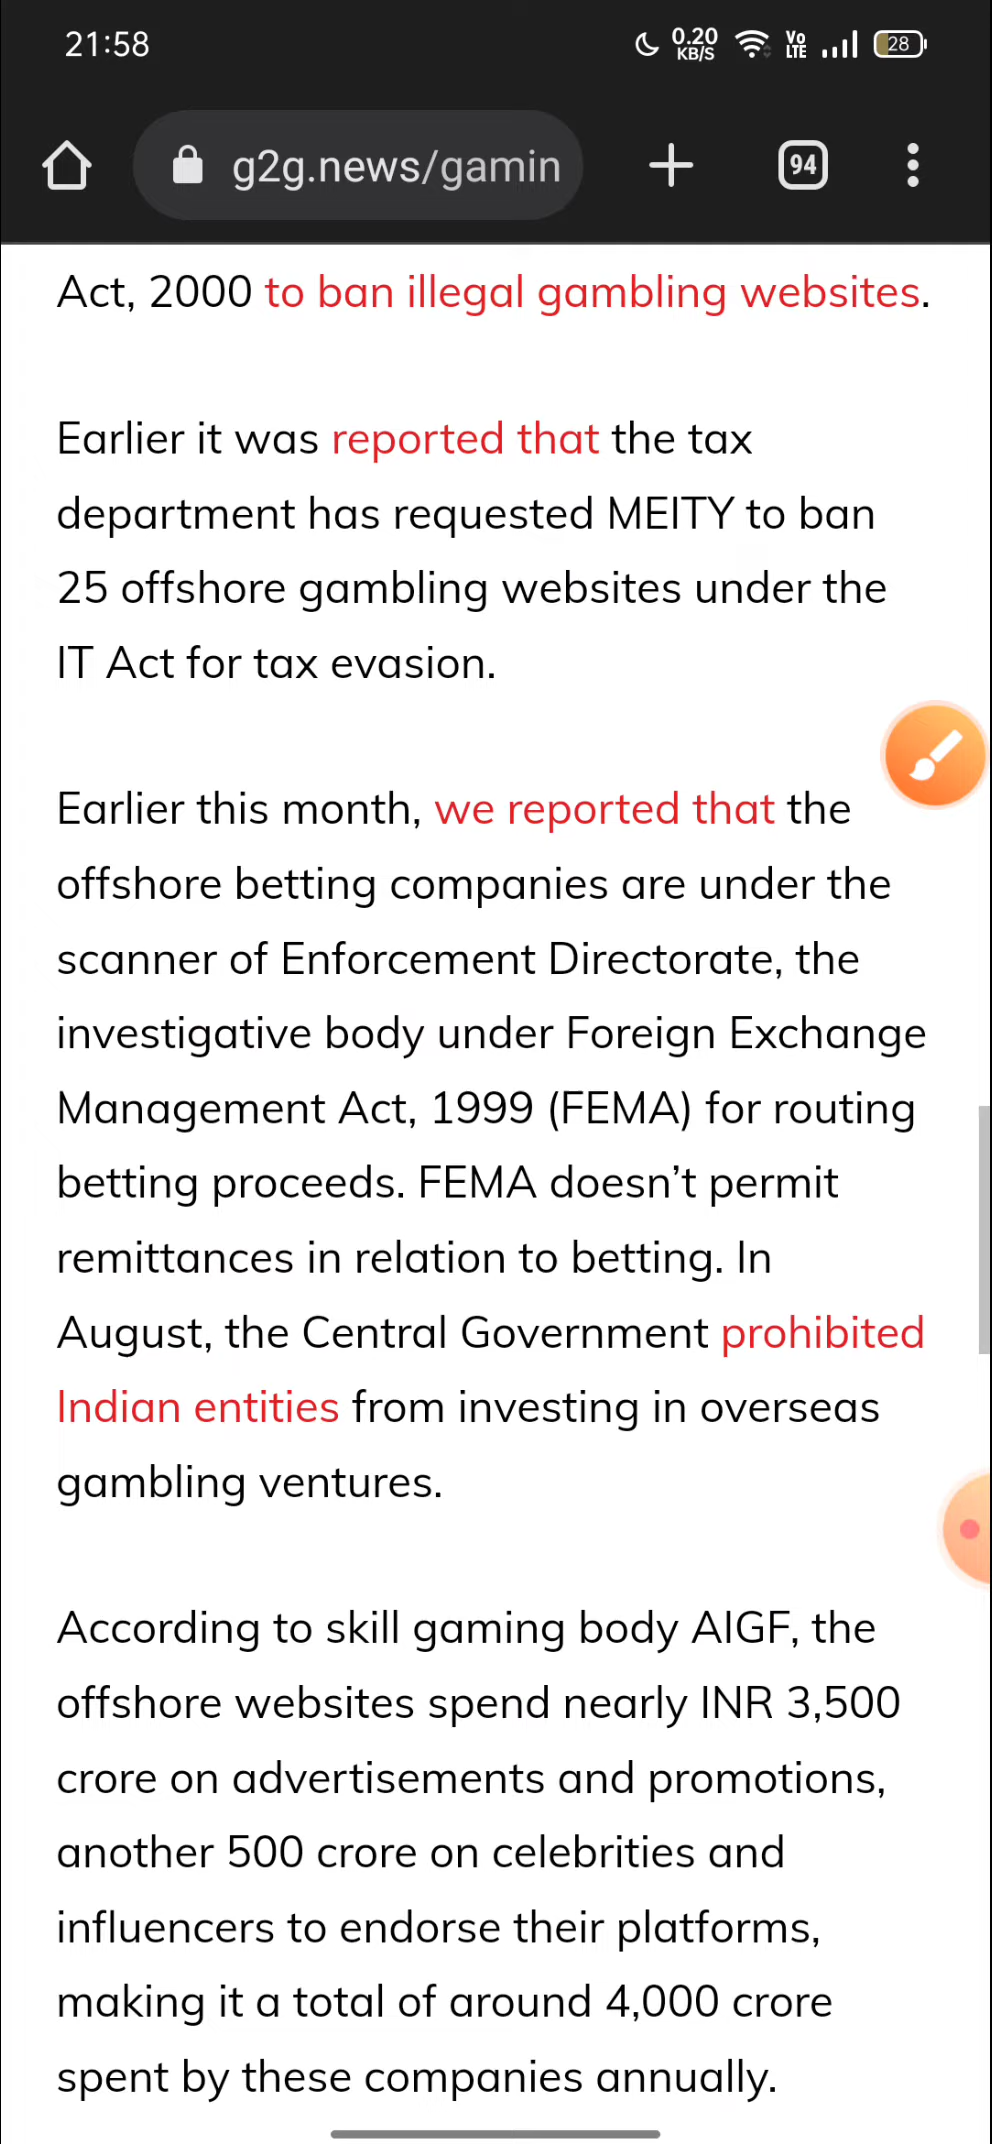 21:58
0.20
KB/S
Vo
LTE
28
g2g.news/gamin
94
Act, 2000 to ban illegal gambling websites.
Earlier it was reported that the tax
department has requested MEITY to ban
25 offshore gambling websites under the
IT Act for tax evasion.
Earlier this month, we reported that the
offshore betting companies are under the
scanner of Enforcement Directorate, the
investigative body under Foreign Exchange
Management Act, 1999 (FEMA) for routing
betting proceeds. FEMA doesn’t permit
remittances in relation to betting. In
August, the Central Government prohibited
Indian entities from investing in overseas
gambling ventures.
According to skill gaming body AIGF, the
offshore websites spend nearly INR 3,500
crore on advertisements and promotions,
another 500 crore on celebrities and
influencers to endorse their platforms,
making it a total of around 4,000 crore
spent by these companies annually.